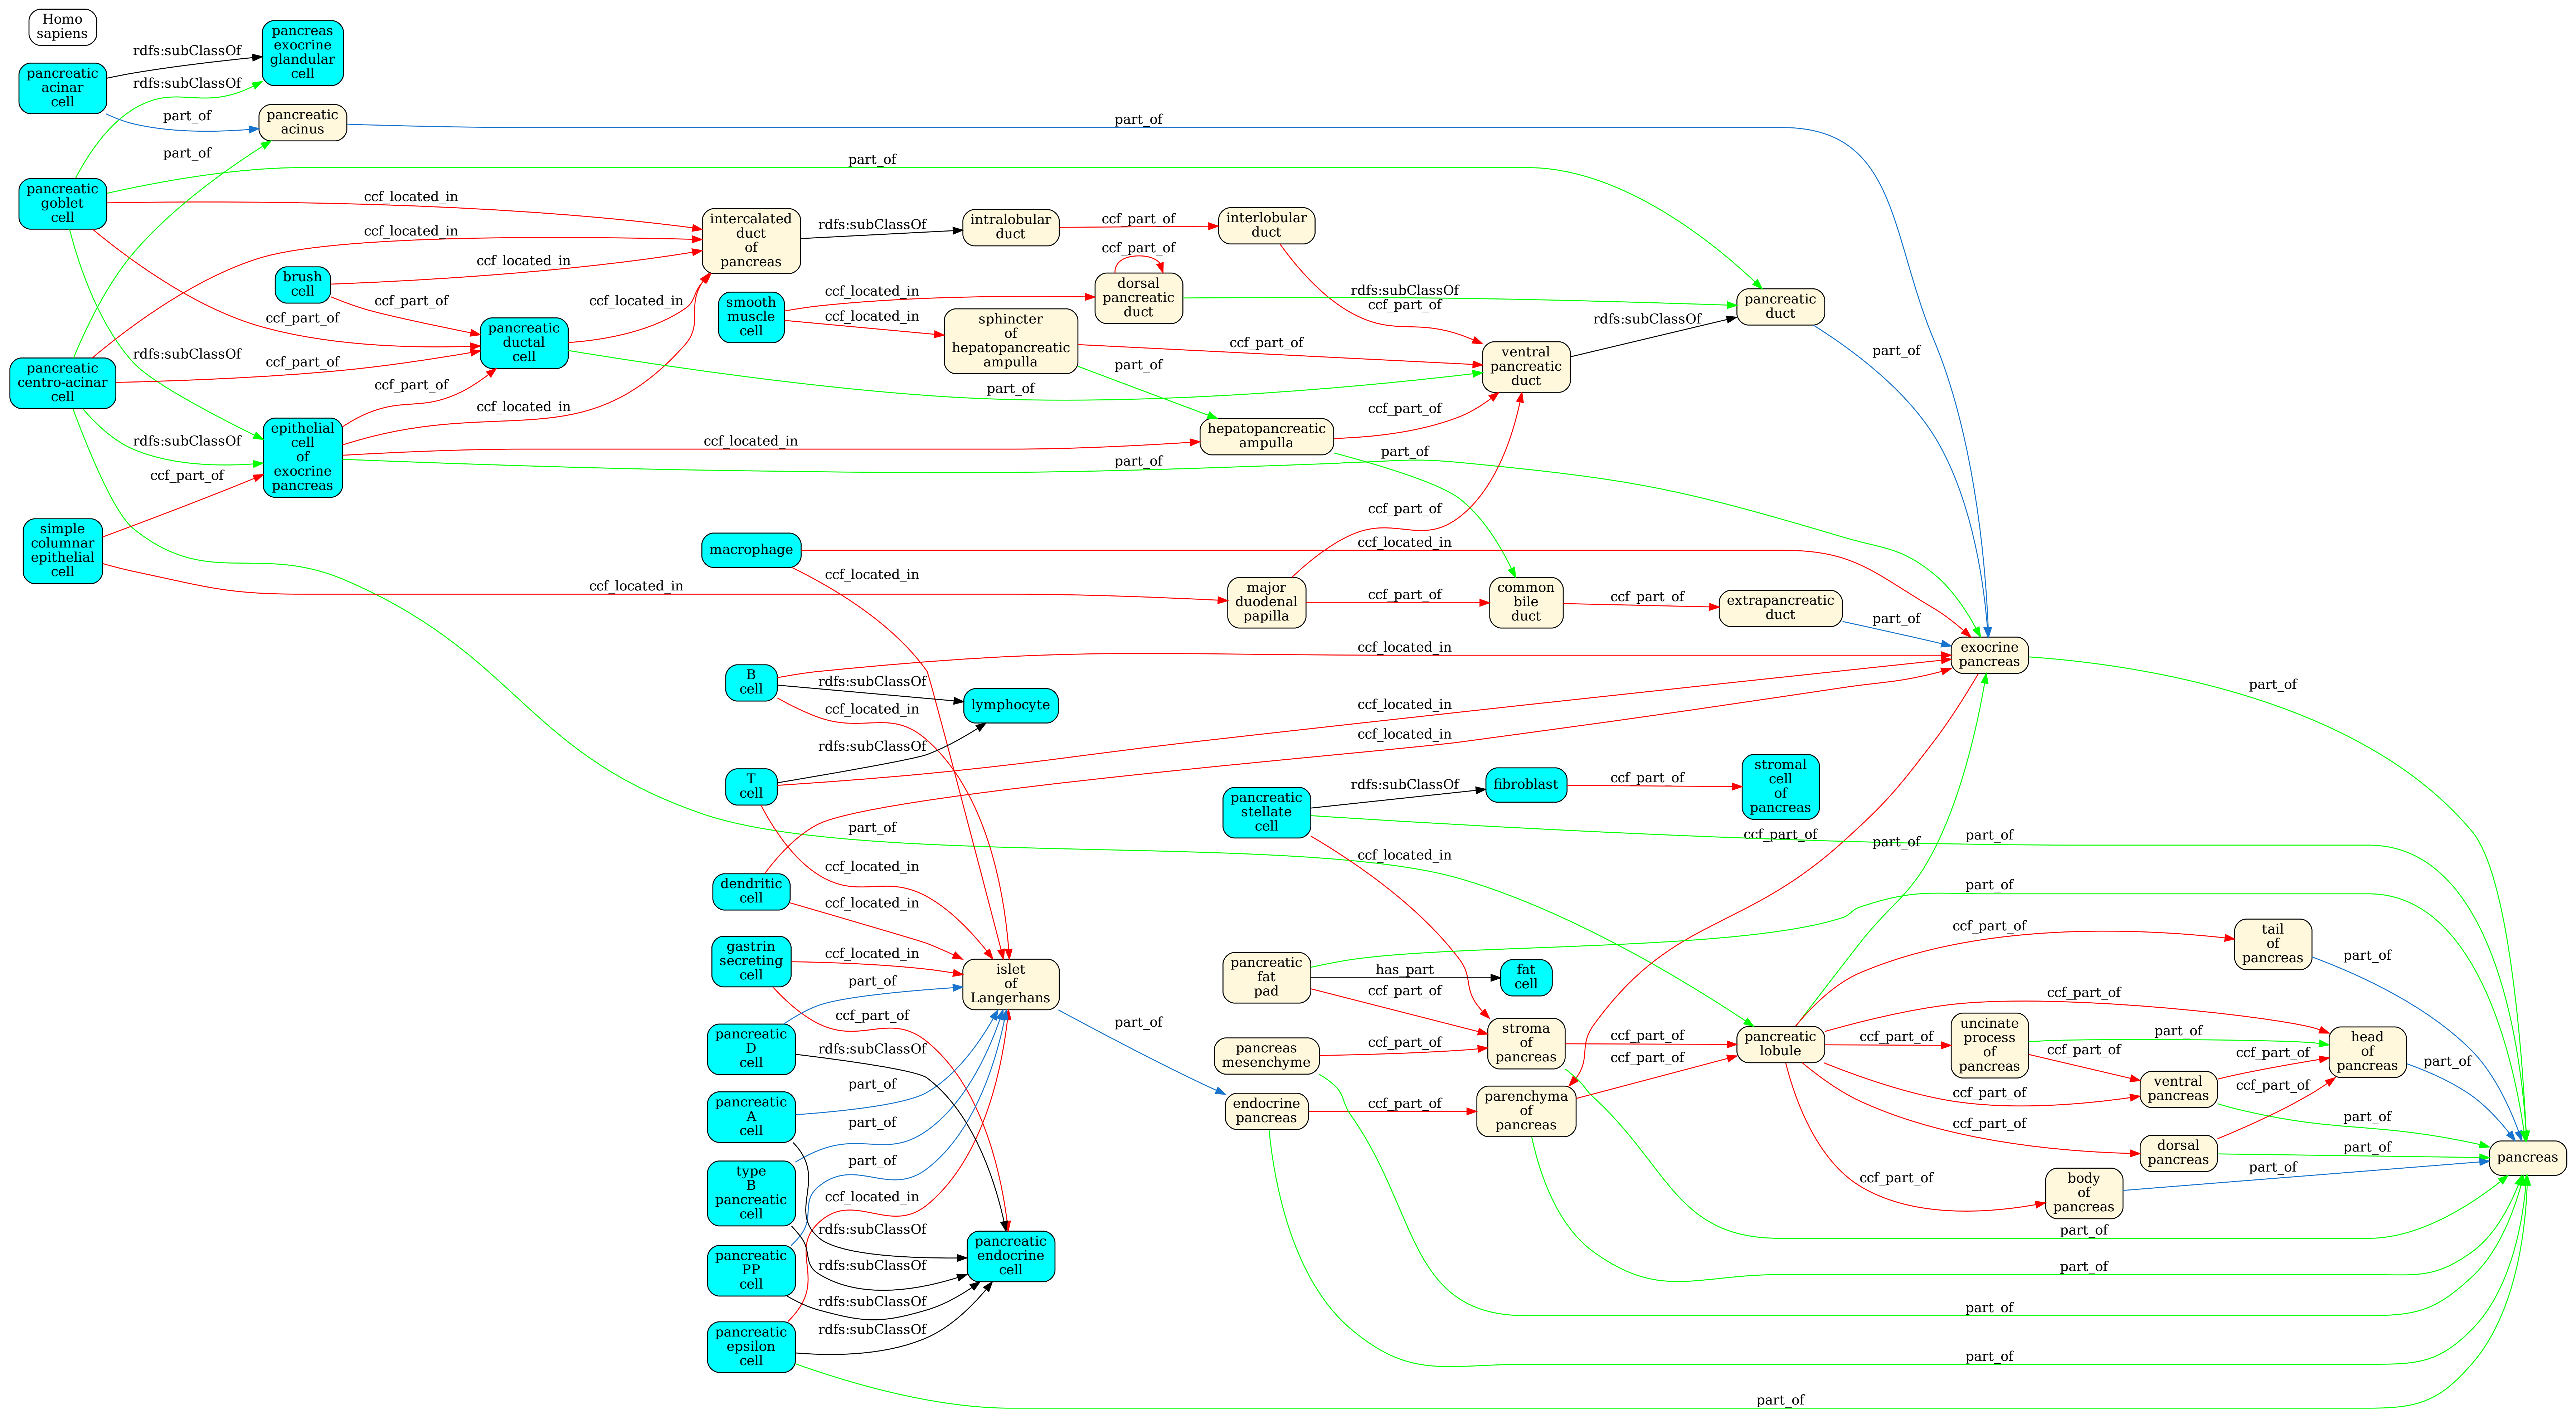 Homo
sapiens
pancreatic
acinar
cell
rdfs:subClassOf
pancreas
exocrine
glandular
cell
rdfs:subClassOf
part_of
pancreatic
acinus
part_of
part_of
pancreatic
goblet
cell
part_of
ccf_located_in
intercalated
duct
of
pancreas
rdfs:subClassOf
intralobular
duct
ccf_part_of
interlobular
duct
ccf_located_in
brush
cell
ccf_located_in
ccf_part_of
ccf_part_of
pancreatic
ductal
cell
ccf_located_in
smooth
muscle
cell
ccf_located_in
ccf_located_in
ccf_part_of
dorsal
pancreatic
duct
rdfs:subClassOf
ccf_part_of
sphincter
of
hepatopancreatic
ampulla
ccf_part_of
part_of
rdfs:subClassOf
pancreatic
duct
part_of
ventral
pancreatic
duct
pancreatic
centro-acinar
cell
rdfs:subClassOf
ccf_part_of
ccf_part_of
part_of
ccf_located_in
rdfs:subClassOf
epithelial
cell
of
exocrine
pancreas
ccf_located_in
part_of
hepatopancreatic
ampulla
ccf_part_of
part_of
ccf_part_of
simple
columnar
epithelial
cell
ccf_located_in
macrophage
ccf_located_in
ccf_located_in
ccf_part_of
major
duodenal
papilla
ccf_part_of
common
bile
duct
ccf_part_of
extrapancreatic
duct
part_of
exocrine
pancreas
part_of
B
cell
ccf_located_in
rdfs:subClassOf
ccf_located_in
lymphocyte
T
cell
rdfs:subClassOf
ccf_located_in
ccf_located_in
ccf_located_in
part_of
dendritic
cell
ccf_located_in
pancreatic
stellate
cell
rdfs:subClassOf
fibroblast
ccf_part_of
stromal
cell
of
pancreas
ccf_part_of
part_of
part_of
ccf_located_in
gastrin
secreting
cell
ccf_located_in
ccf_part_of
islet
of
Langerhans
part_of
pancreatic
D
cell
part_of
rdfs:subClassOf
pancreatic
A
cell
part_of
type
B
pancreatic
cell
part_of
pancreatic
PP
cell
part_of
ccf_located_in
rdfs:subClassOf
rdfs:subClassOf
rdfs:subClassOf
rdfs:subClassOf
pancreatic
endocrine
cell
pancreatic
epsilon
cell
part_of
pancreatic
fat
pad
part_of
has_part
fat
cell
ccf_part_of
pancreas
mesenchyme
ccf_part_of
stroma
of
pancreas
ccf_part_of
endocrine
pancreas
ccf_part_of
parenchyma
of
pancreas
ccf_part_of
pancreatic
lobule
ccf_part_of
tail
of
pancreas
part_of
ccf_part_of
ccf_part_of
uncinate
process
of
pancreas
part_of
ccf_part_of
ccf_part_of
ventral
pancreas
ccf_part_of
ccf_part_of
head
of
pancreas
part_of
part_of
ccf_part_of
dorsal
pancreas
part_of
ccf_part_of
body
of
pancreas
part_of
pancreas
part_of
part_of
part_of
part_of